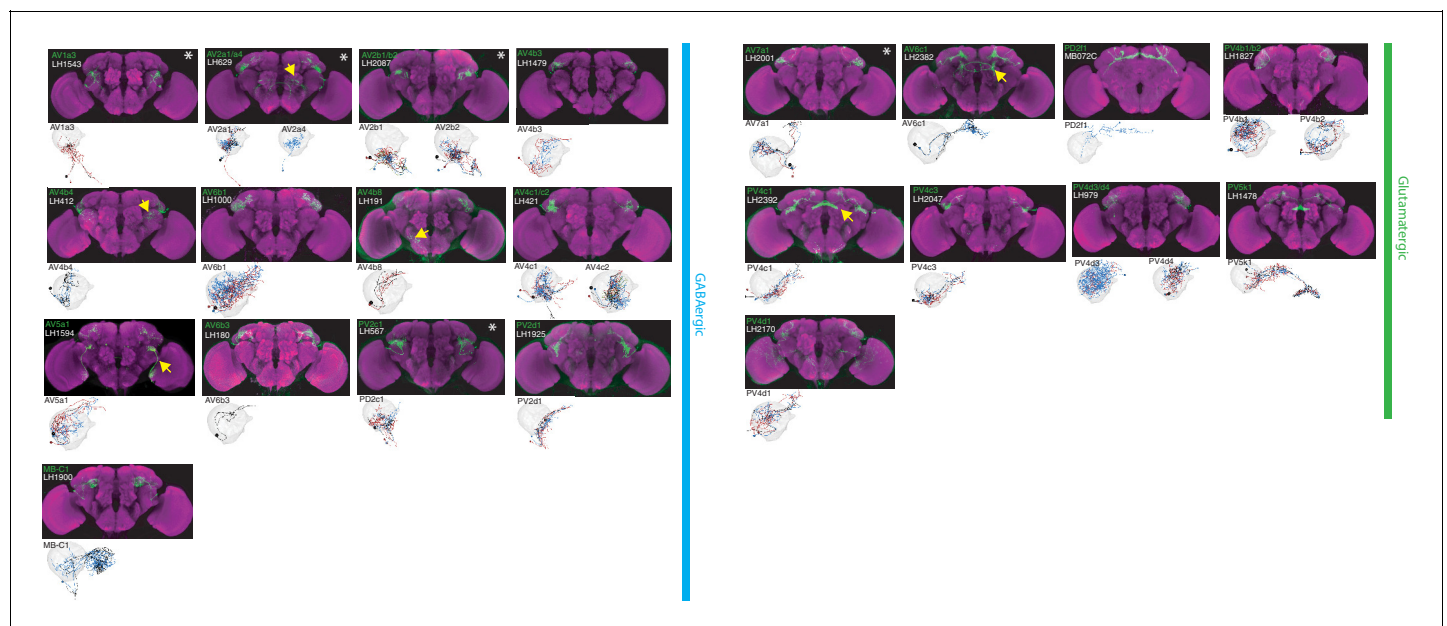 AV1a3
LH1543
*
AV2a1/a4
LH629
*
AV2b1/b2
LH2087
*
AV4b3
LH1479
AV1a3
AV2a1
AV2a4
AV2b1
AV2b2
AV4b3
AV4b4
LH412
AV6b1
LH1000
AV4b8
LH191
AV4c1/c2
LH421
AV4b4
AV6b1
AV4b8
AV4c1
AV4c2
AV5a1
LH1594
AV6b3
LH180
PV2c1
LH567
*
PV2d1
LH1925
AV5a1
AV6b3
PD2c1
PV2d1
MB-C1
LH1900
MB-C1
GABAergic
AV7a1
LH2001
*
AV6c1
LH2382
PD2f1
MB072C
PV4b1/b2
LH1827
AV7a1
AV6c1
PD2f1
PV4b1
PV4b2
PV4c1
LH2392
PV4c3
LH2047
PV4d3/d4
LH979
PV5k1
LH1478
PV4c1
PV4c3
PV4d3
PV4d4
PV5k1
PV4d1
LH2170
PV4d1
Glutamatergic